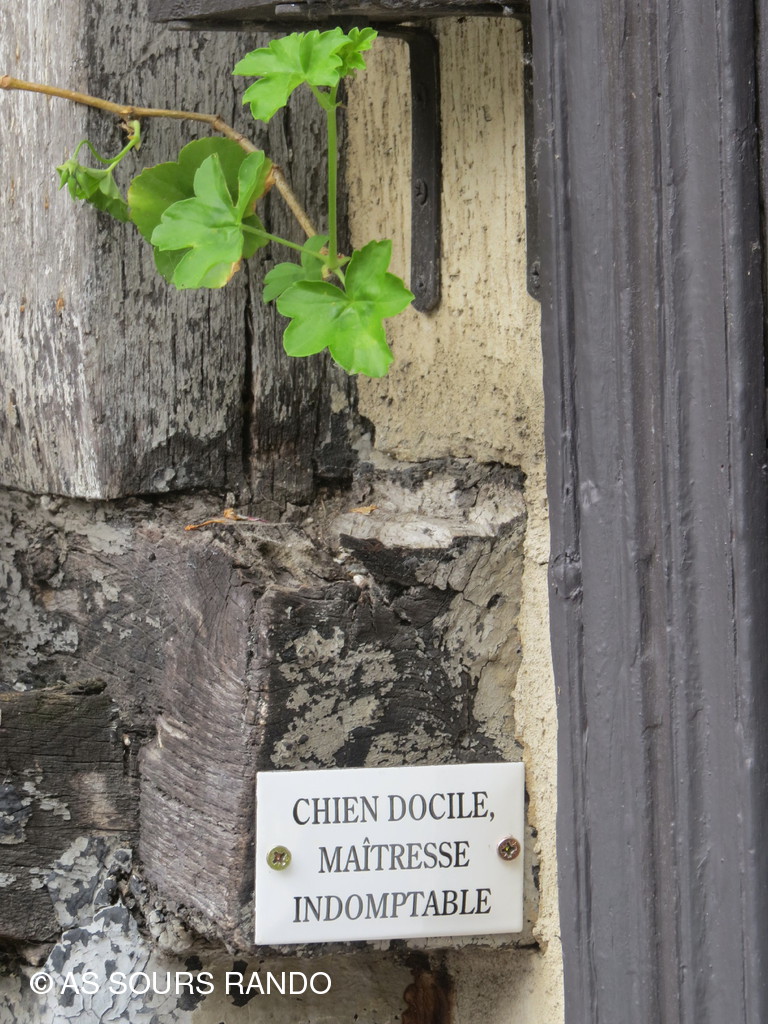 CHIEN DOCILE,
MAÎTRESSE
INDOMPTABLE
© AS SOURS RANDO